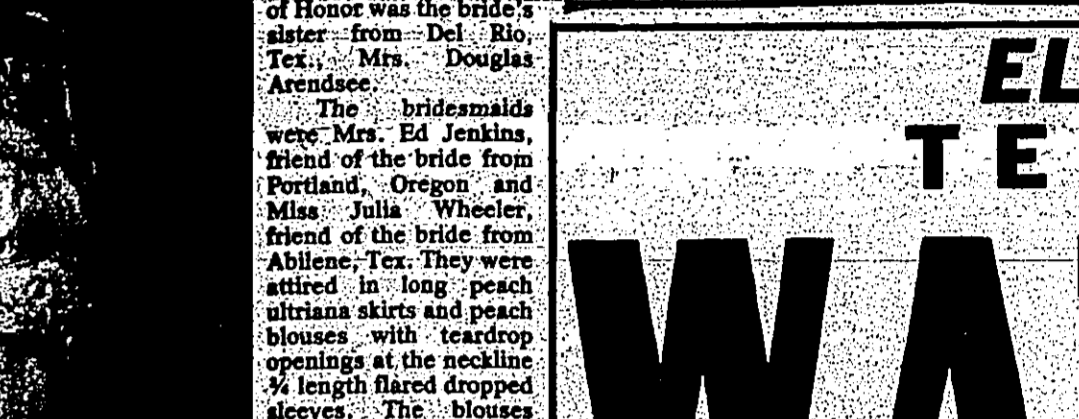 of Honor was the bride's
sister from Del Rio,
Tex., Mrs. Douglas
Arendsee.
The bridesmaids
were Mrs. Ed Jenkins,
friend of the bride from
Portland, Oregon and
Miss Julia Wheeler,
friend of the bride from
Abilene, Tex. They were
attired in long peach
ultriana skirts and peach
blouses with teardrop
openings at the neckline
¾ length flared dropped
sleeves. The blouses
EL
TE
WA